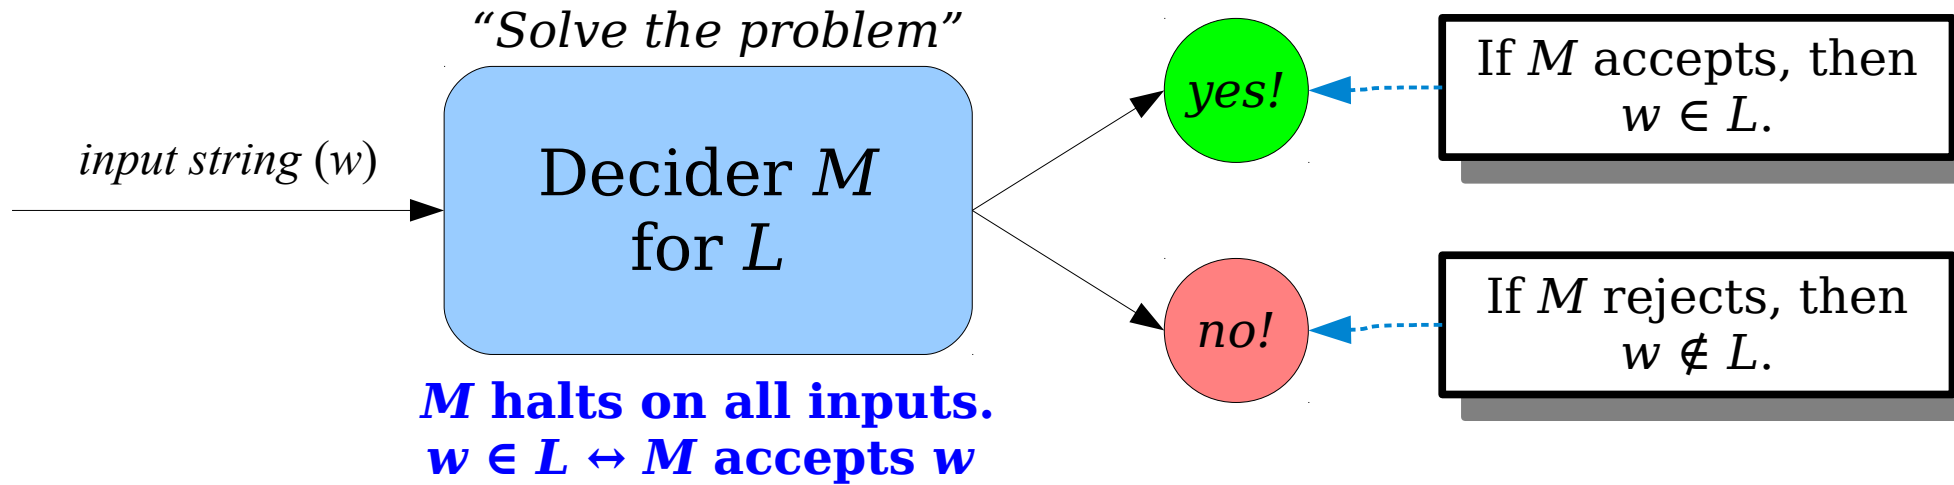 “Solve the problem”
input string (w)
Decider M
for L
M halts on all inputs.
w ∈ L ↔ M accepts w
yes!
no!
If M accepts, then
w ∈ L.
If M rejects, then
w ∉ L.